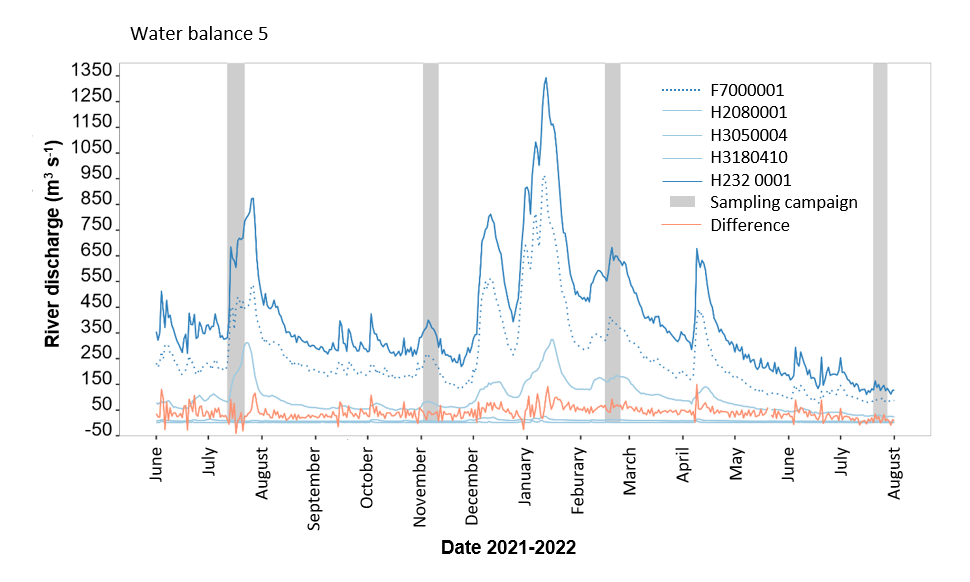 Water balance 5
1350
1250
1150
1050
950
850
750
650
550
450
350
250
150
50
-50
River discharge (m³ s⁻¹)
F7000001
H2080001
H3050004
H3180410
H232 0001
Sampling campaign
Difference
June
July
August
September
October
November
December
January
Feburary
March
April
May
June
July
August
Date 2021-2022